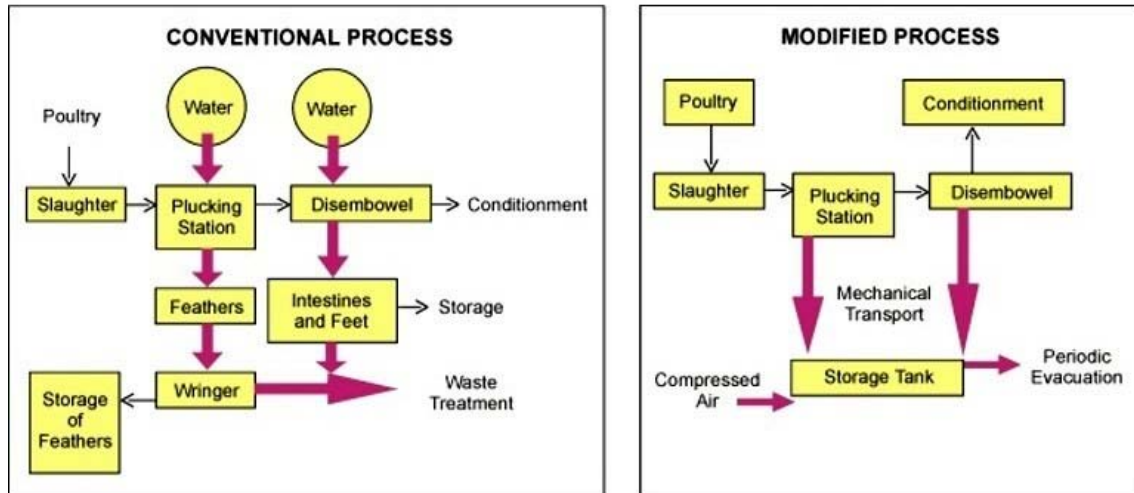 CONVENTIONAL PROCESS
Water
Water
Poultry
Slaughter
Plucking
Station
Disembowel
Conditionment
Feathers
Intestines
and Feet
Storage
Storage
of
Feathers
Wringer
Waste
Treatment
MODIFIED PROCESS
Poultry
Conditionment
Slaughter
Plucking
Station
Disembowel
Mechanical
Transport
Compressed
Air
Storage Tank
Periodic
Evacuation